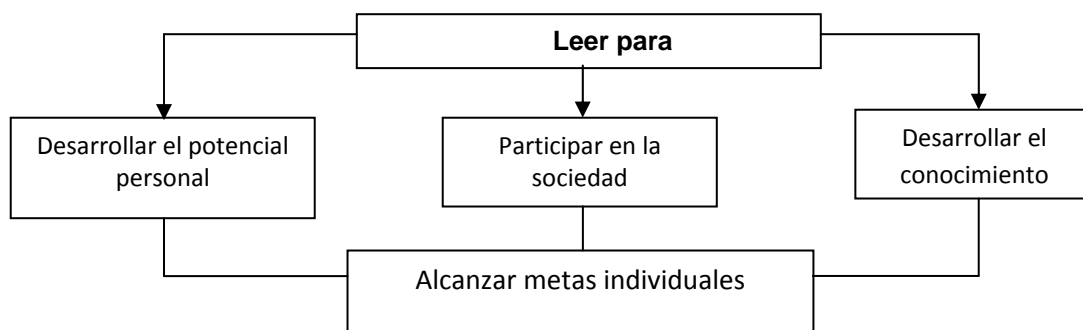 Leer para
Desarrollar el potencial
personal
Participar en la
sociedad
Desarrollar el
conocimiento
Alcanzar metas individuales